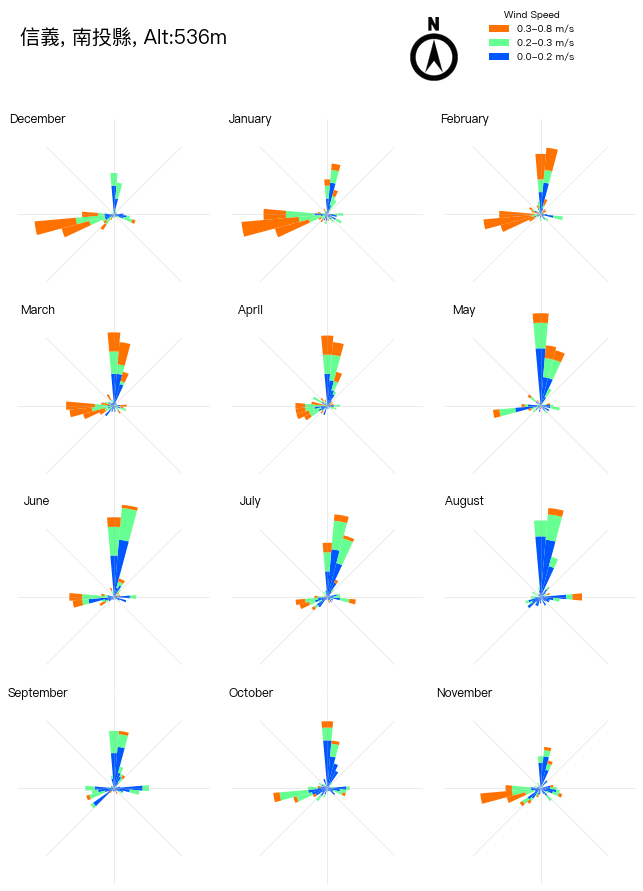 信義, 南投縣, Alt:536m
N
Wind Speed
0.3–0.8 m/s
0.2–0.3 m/s
0.0–0.2 m/s
December
January
February
March
April
May
June
July
August
September
October
November